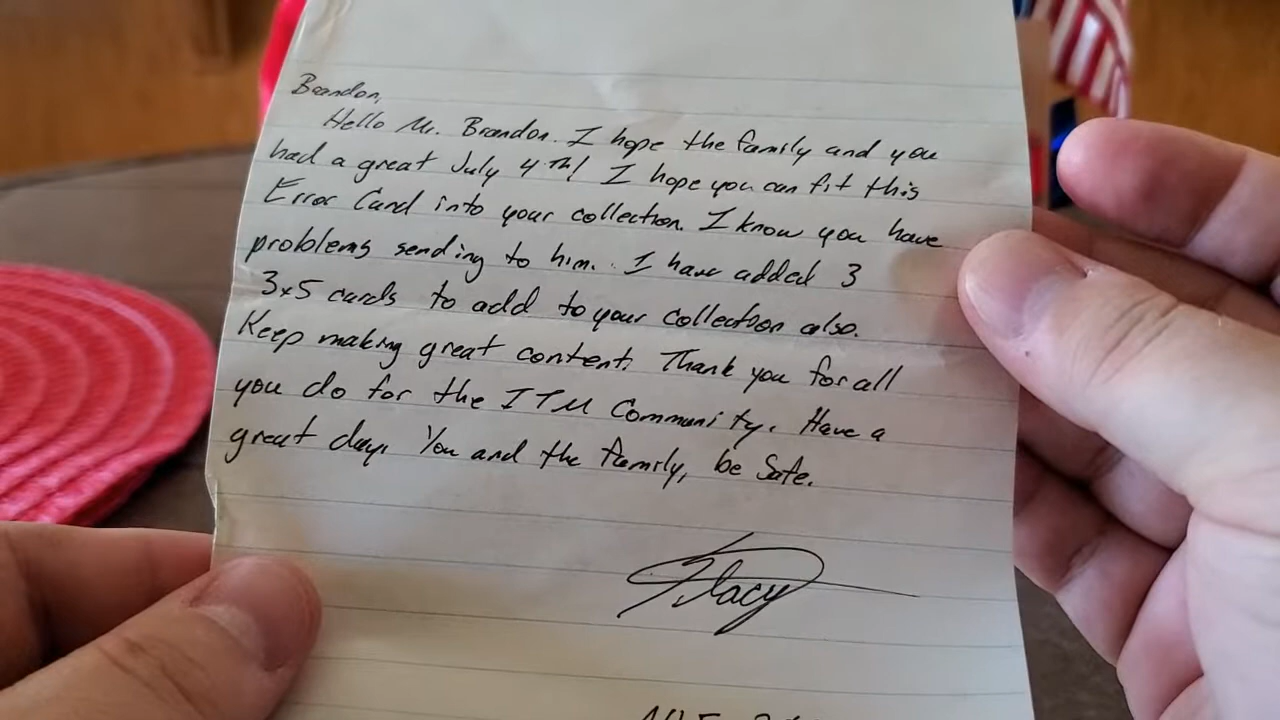 Brandon,
Hello Mr. Brandon. I hope the family and you
had a great July 4th! I hope you can fit this
Error Card into your collection. I know you have
problems sending to him. I have added 3
3x5 cards to add to your collection also.
Keep making great content. Thank you for all
you do for the ITM Community. Have a
great day. You and the family, be safe.
Stacy